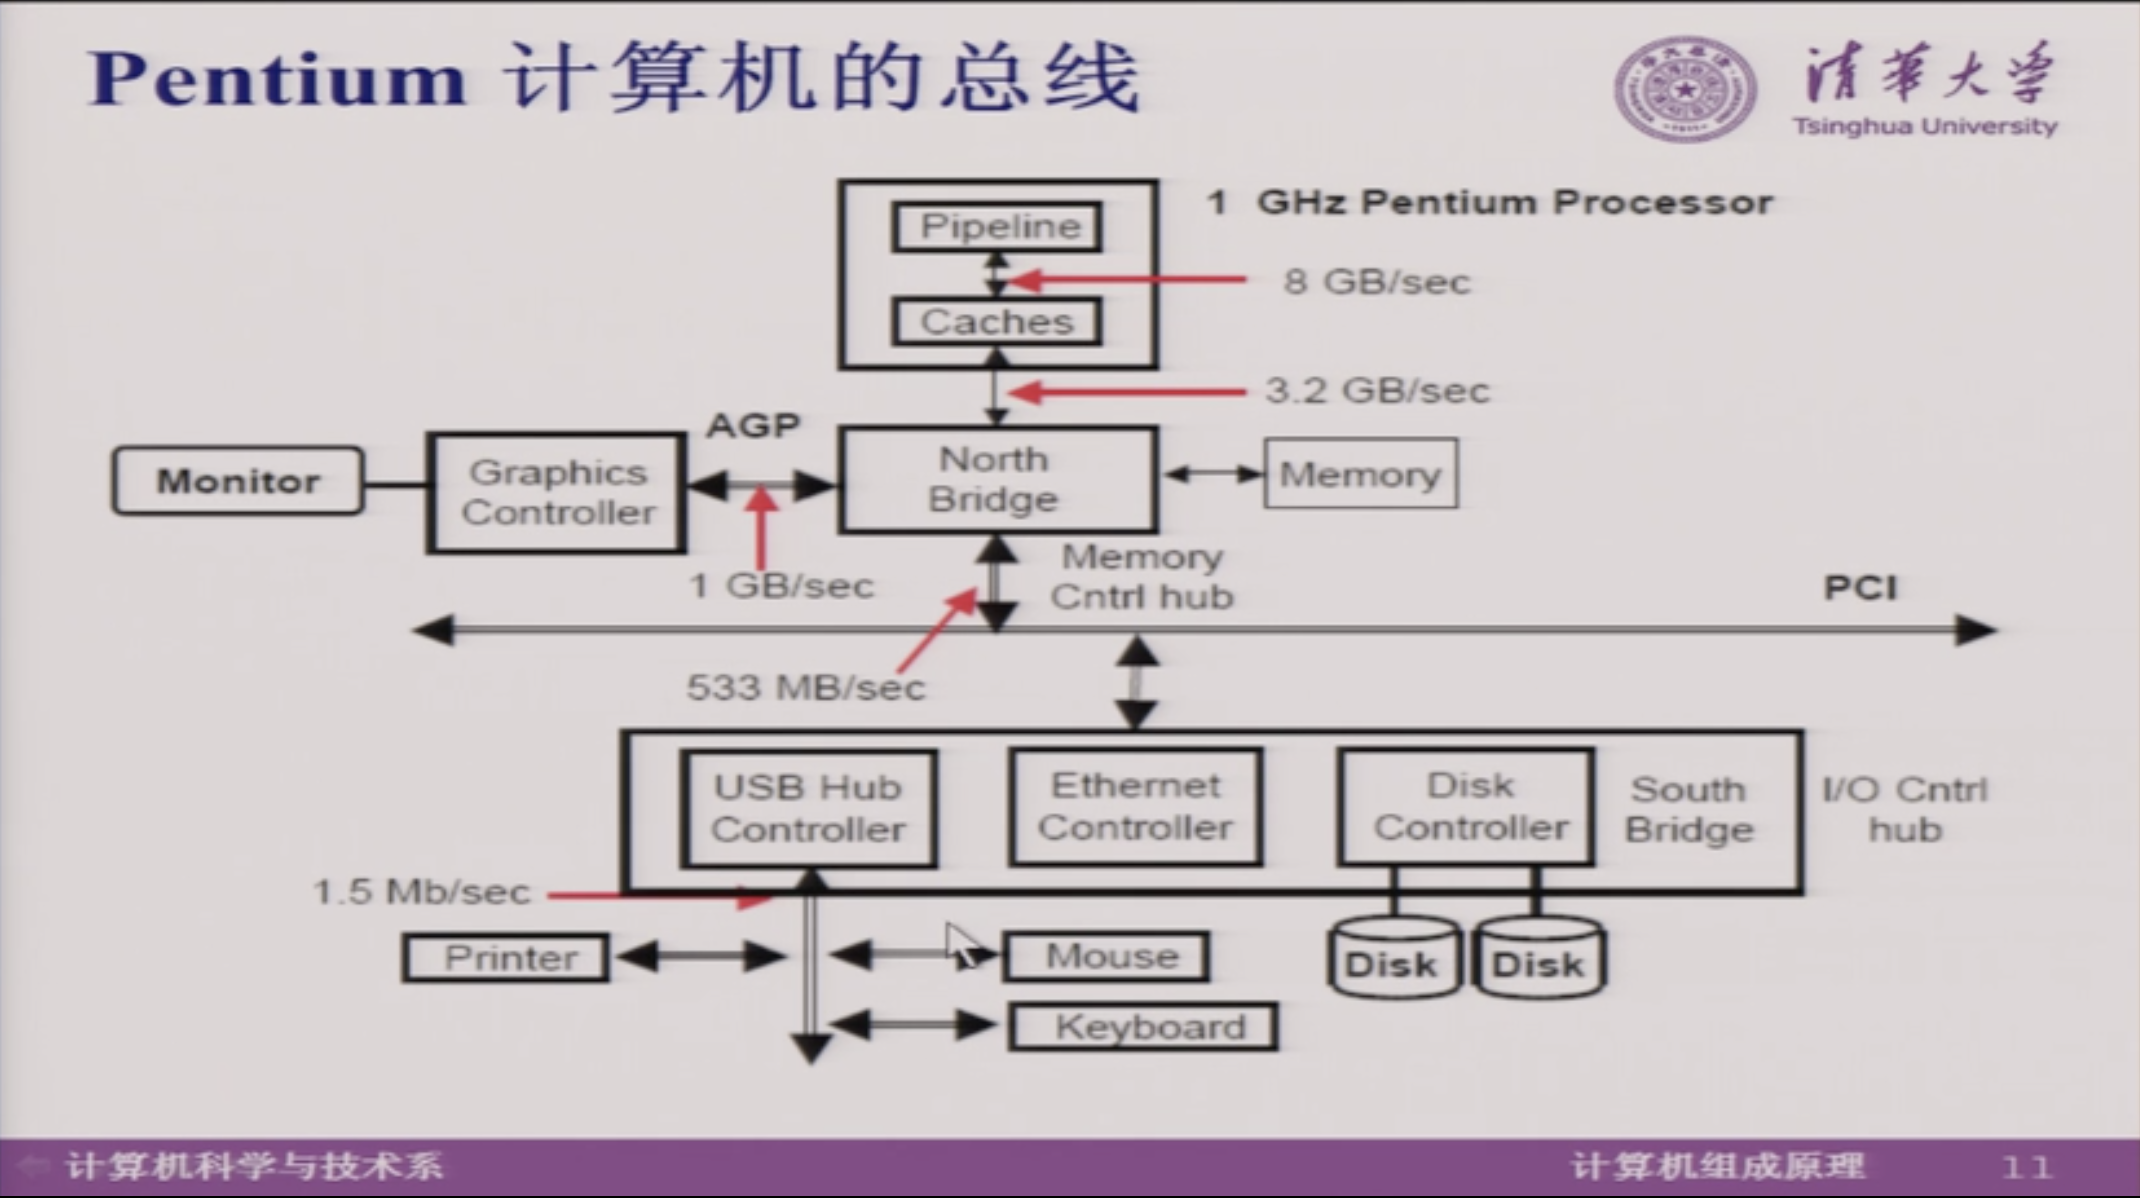 Pentium 计算机的总线
清华大学
Tsinghua University
Pipeline
1 GHz Pentium Processor
8 GB/sec
Caches
3.2 GB/sec
AGP
Monitor
Graphics
Controller
North
Bridge
Memory
1 GB/sec
Memory
Cntrl hub
PCI
533 MB/sec
USB Hub
Controller
Ethernet
Controller
Disk
Controller
South
Bridge
I/O Cntrl
hub
1.5 Mb/sec
Printer
Mouse
Disk
Disk
Keyboard
计算机科学与技术系
计算机组成原理
11